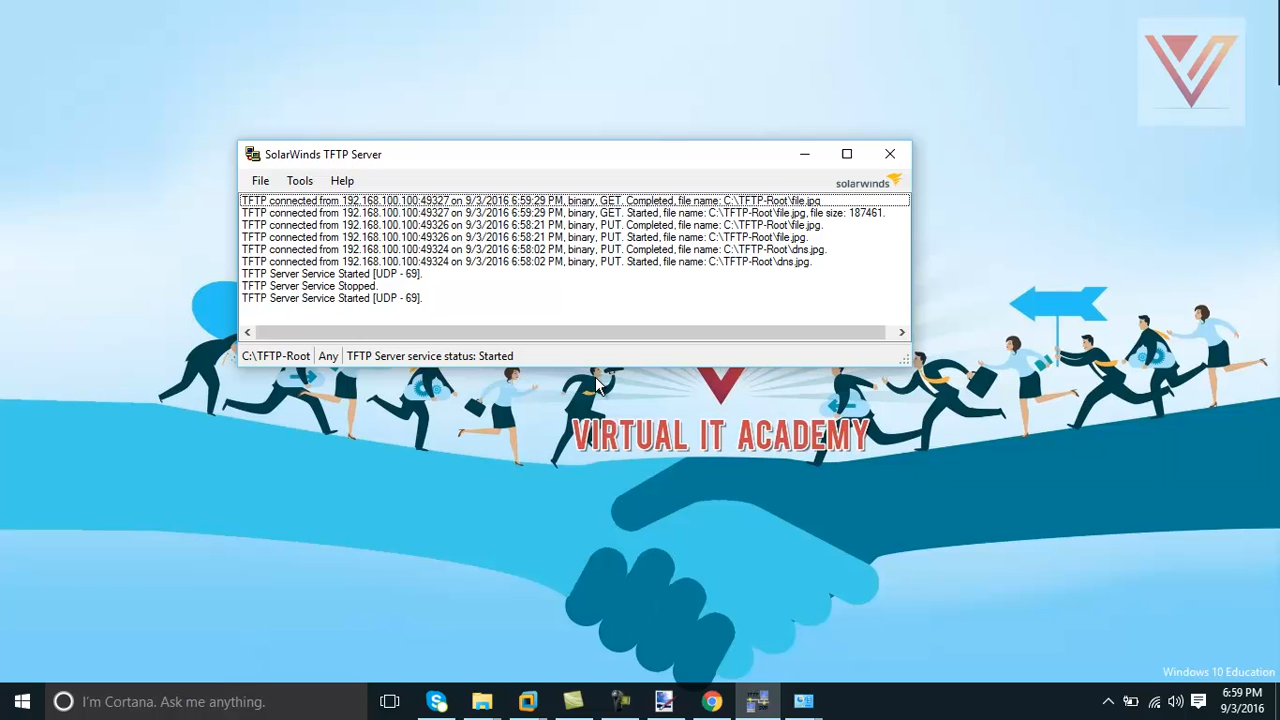 SolarWinds TFTP Server
File Tools Help
solarwinds
TFTP connected from 192.168.100.100:49327 on 9/3/2016 6:59:29 PM, binary, GET. Completed, file name: C:\TFTP-Root\file.jpg
TFTP connected from 192.168.100.100:49327 on 9/3/2016 6:59:29 PM, binary, GET. Started, file name: C:\TFTP-Root\file.jpg, file size: 187461.
TFTP connected from 192.168.100.100:49326 on 9/3/2016 6:58:21 PM, binary, PUT. Completed, file name: C:\TFTP-Root\file.jpg.
TFTP connected from 192.168.100.100:49326 on 9/3/2016 6:58:21 PM, binary, PUT. Started, file name: C:\TFTP-Root\file.jpg.
TFTP connected from 192.168.100.100:49324 on 9/3/2016 6:58:02 PM, binary, PUT. Completed, file name: C:\TFTP-Root\dns.jpg.
TFTP connected from 192.168.100.100:49324 on 9/3/2016 6:58:02 PM, binary, PUT. Started, file name: C:\TFTP-Root\dns.jpg.
TFTP Server Service Started [UDP - 69].
TFTP Server Service Stopped.
TFTP Server Service Started [UDP - 69].
C:\TFTP-Root Any TFTP Server service status: Started
VIRTUAL IT ACADEMY
Windows 10 Education
I'm Cortana. Ask me anything.
6:59 PM
9/3/2016